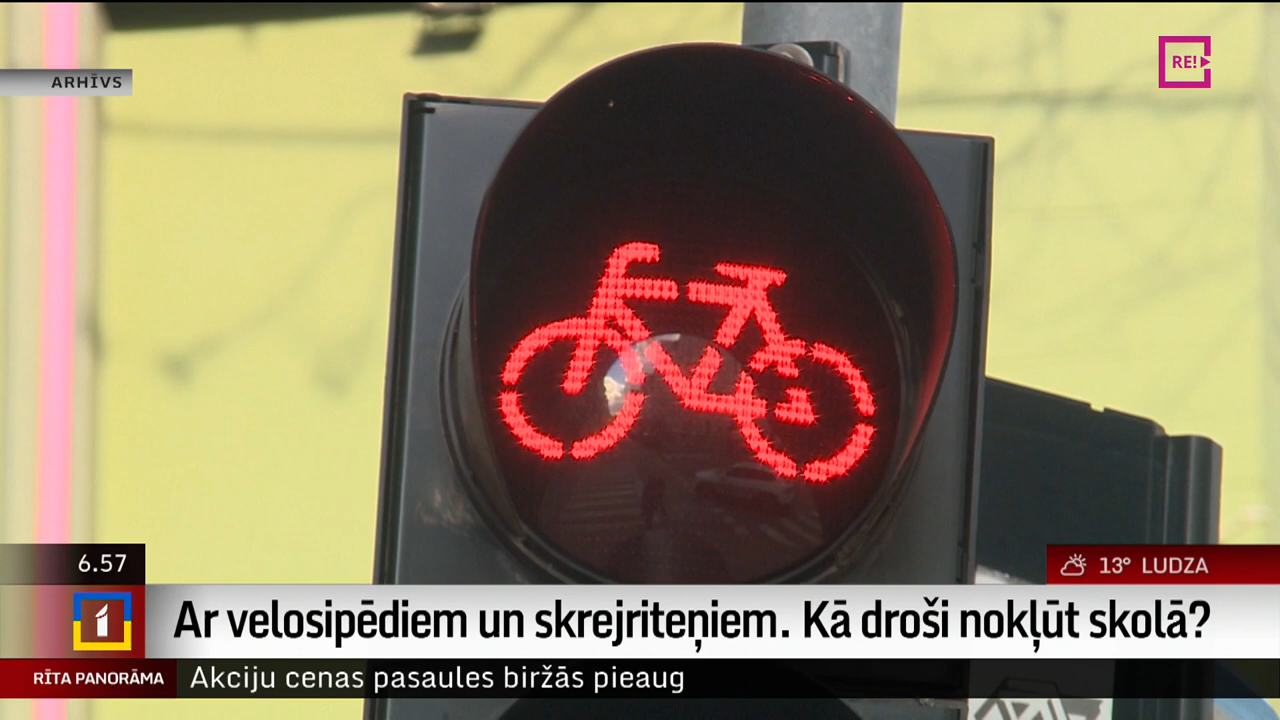 ARHĪVS
RE!
6.57
13° LUDZA
1
Ar velosipēdiem un skrejriteņiem. Kā droši nokļūt skolā?
RĪTA PANORĀMA
Akciju cenas pasaules biržās pieaug